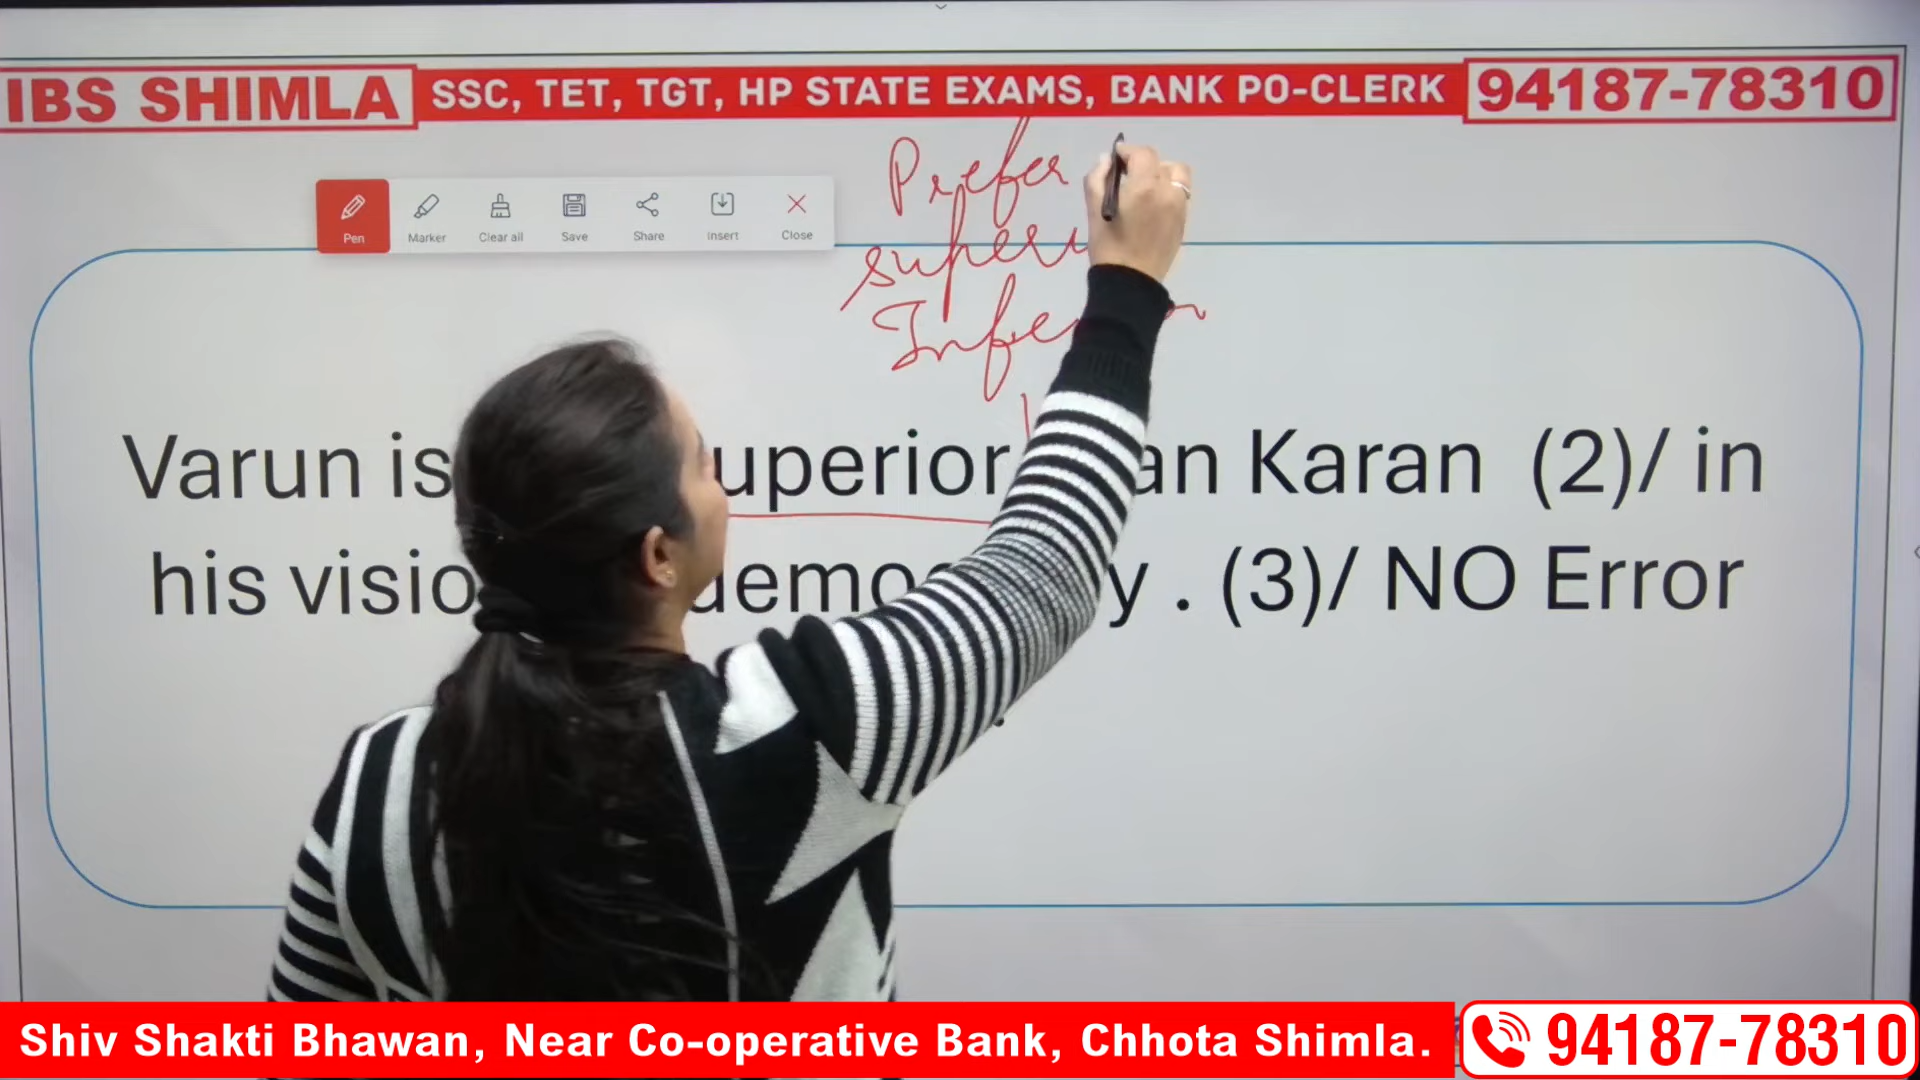 IBS SHIMLA SSC, TET, TGT, HP STATE EXAMS, BANK PO-CLERK 94187-78310
Prefer
Pen Marker Clear all Save Share Insert Close
Varun is uperior an Karan (2)/ in
his visio demo y . (3)/ NO Error
Shiv Shakti Bhawan, Near Co-operative Bank, Chhota Shimla. 94187-78310